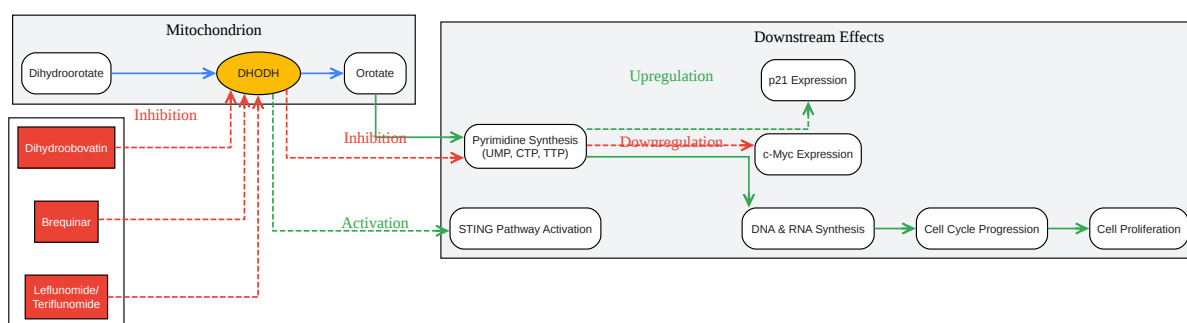 Mitochondrion
Dihydroorotate
DHODH
Orotate
Inhibition
Dihydroobovatin
Brequinar
Leflunomide/
Teriflunomide
Downstream Effects
Upregulation
p21 Expression
Inhibition
Pyrimidine Synthesis
(UMP, CTP, TTP)
Downregulation
c-Myc Expression
Activation
STING Pathway Activation
DNA & RNA Synthesis
Cell Cycle Progression
Cell Proliferation